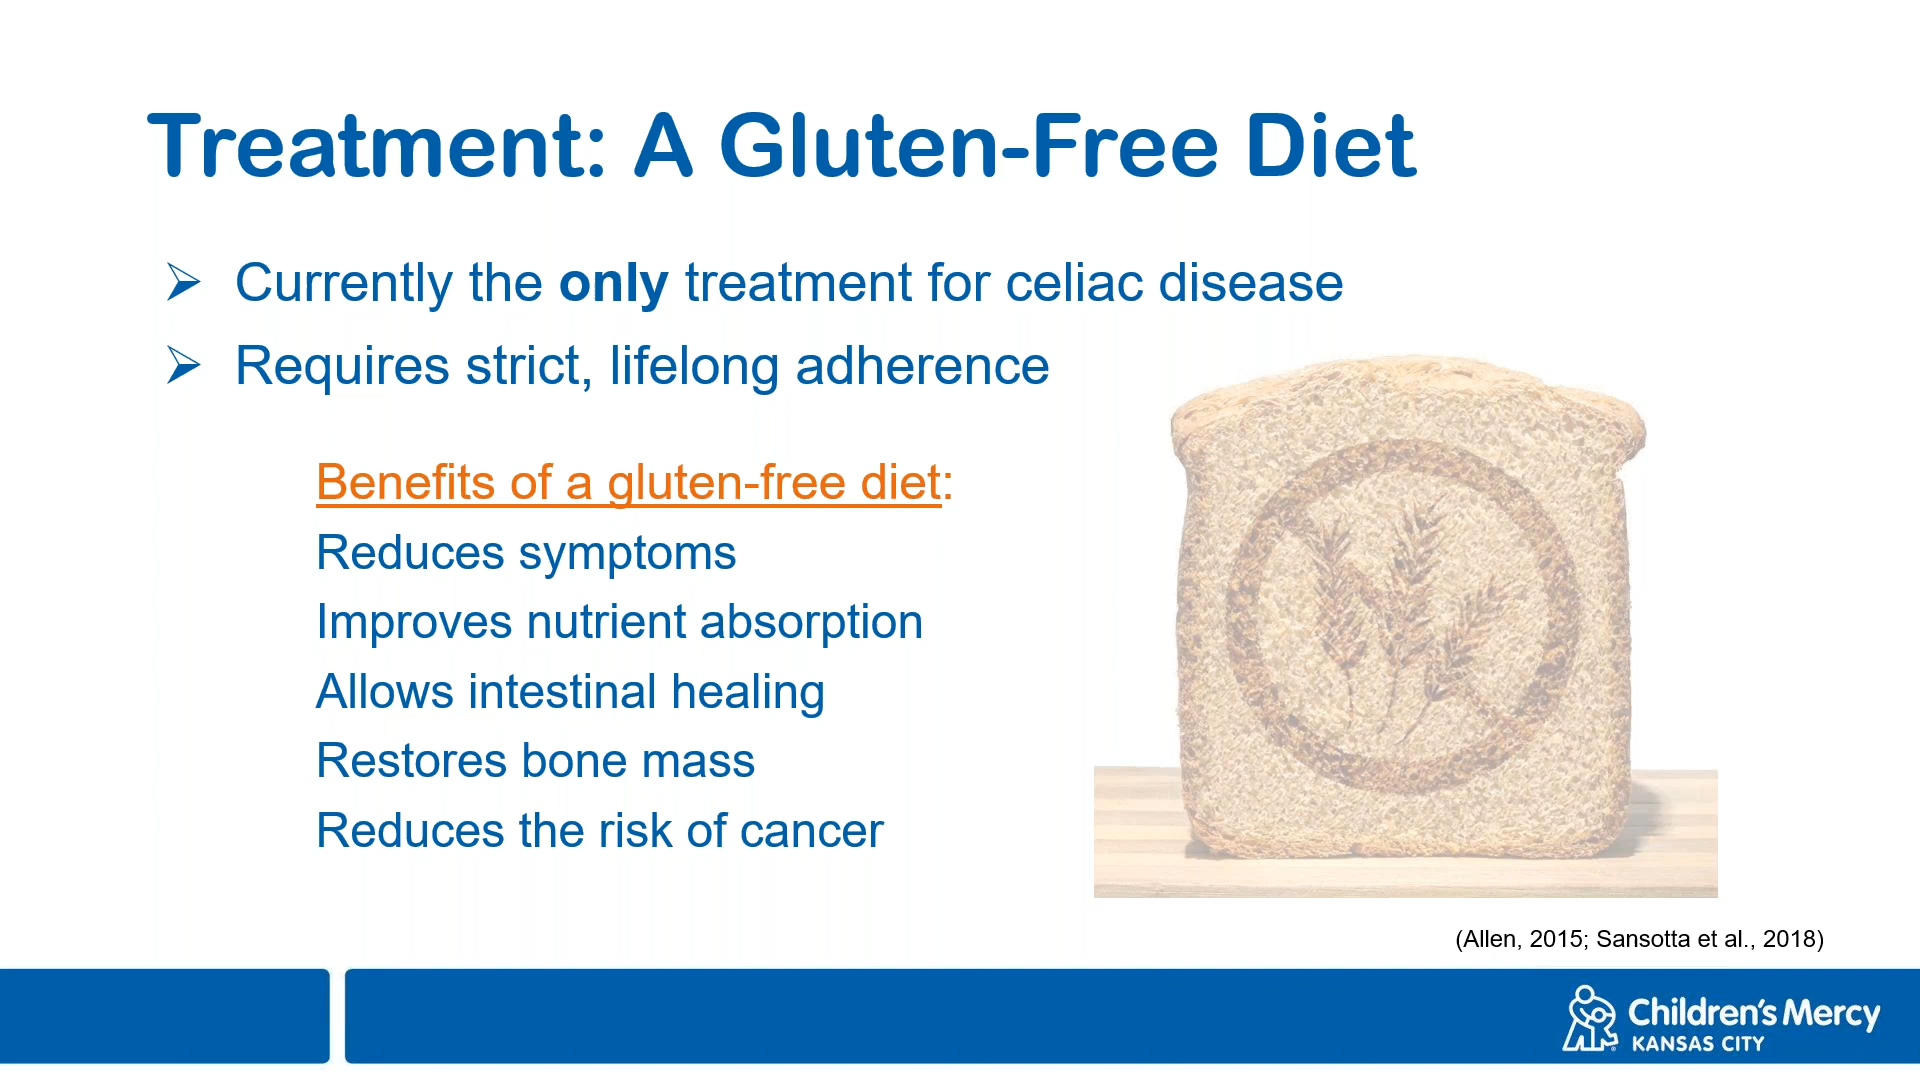 Treatment: A Gluten-Free Diet
➢ Currently the only treatment for celiac disease
➢ Requires strict, lifelong adherence
Benefits of a gluten-free diet:
Reduces symptoms
Improves nutrient absorption
Allows intestinal healing
Restores bone mass
Reduces the risk of cancer
(Allen, 2015; Sansotta et al., 2018)
Children's Mercy
KANSAS CITY